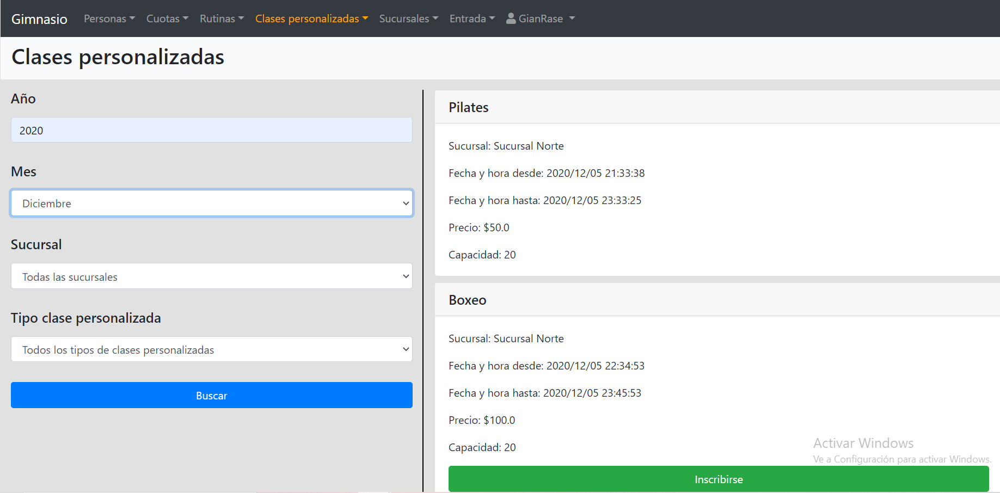 Gimnasio Personas Cuotas Rutinas Clases personalizadas Sucursales Entrada GianRase
Clases personalizadas
Año
2020
Mes
Diciembre
Sucursal
Todas las sucursales
Tipo clase personalizada
Todos los tipos de clases personalizadas
Buscar
Pilates
Sucursal: Sucursal Norte
Fecha y hora desde: 2020/12/05 21:33:38
Fecha y hora hasta: 2020/12/05 23:33:25
Precio: $50.0
Capacidad: 20
Boxeo
Sucursal: Sucursal Norte
Fecha y hora desde: 2020/12/05 22:34:53
Fecha y hora hasta: 2020/12/05 23:45:53
Precio: $100.0
Capacidad: 20
Inscribirse
Activar Windows
Ve a Configuración para activar Windows.